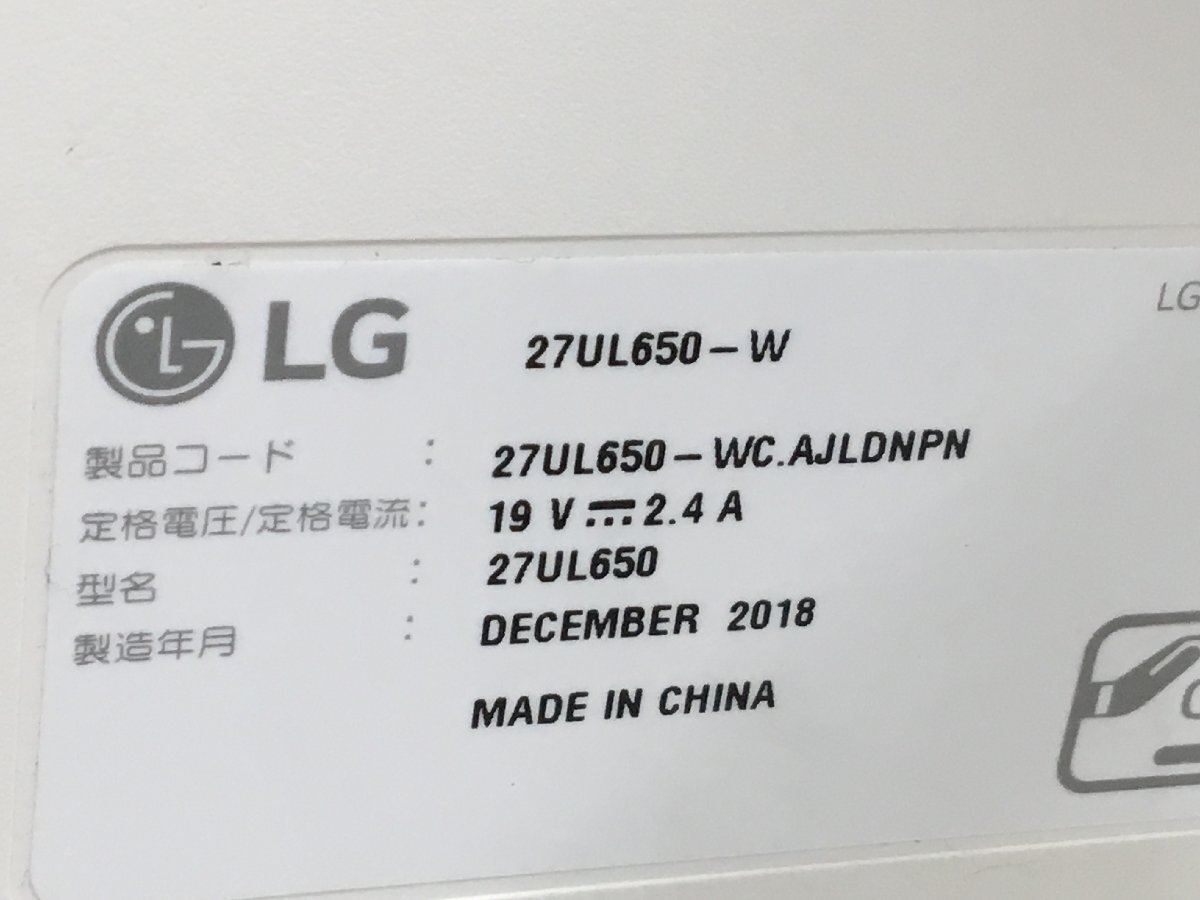 LG 27UL650-W
LG
製品コード : 27UL650-WC.AJLDNPN
定格電圧/定格電流: 19 V ⎓ 2.4 A
型名 : 27UL650
製造年月 : DECEMBER 2018
MADE IN CHINA